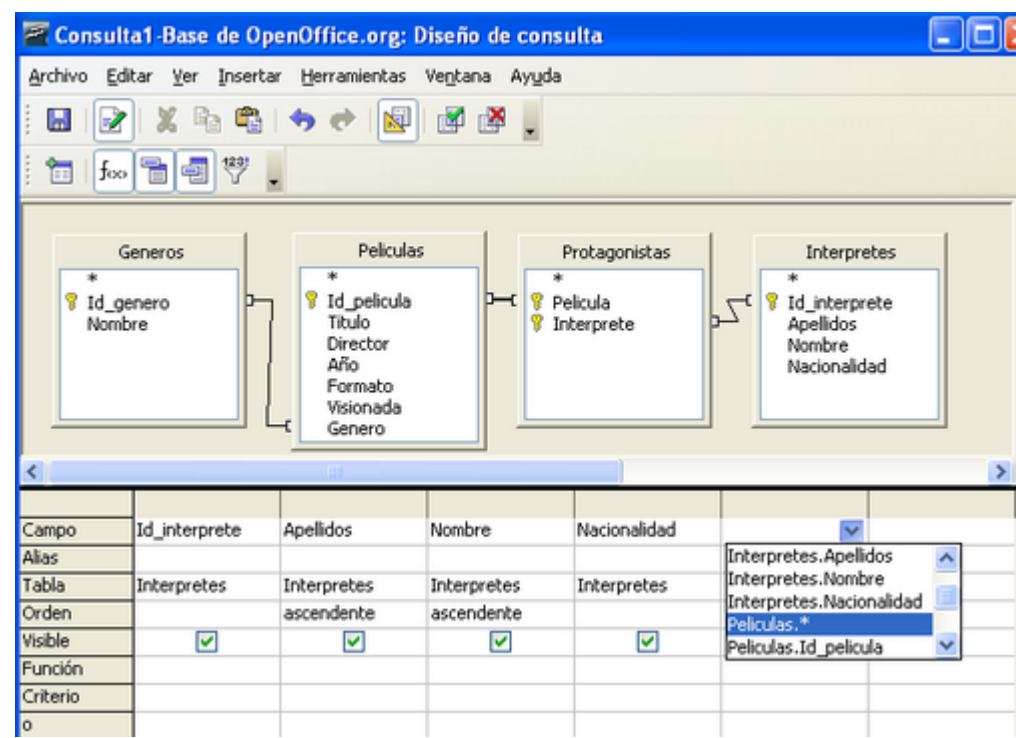 Consulta1-Base de OpenOffice.org: Diseño de consulta
Archivo Editar Ver Insertar Herramientas Ventana Ayuda
f(x) 123!
Generos Peliculas Protagonistas Interpretes
*
Id_genero
Nombre
*
Id_pelicula
Titulo
Director
Año
Formato
Visionada
Genero
*
Pelicula
Interprete
*
Id_interprete
Apellidos
Nombre
Nacionalidad
Campo Id_interprete Apellidos Nombre Nacionalidad
Alias
Tabla Interpretes Interpretes Interpretes Interpretes
Orden ascendente ascendente
Visible
Función
Criterio
o
Interpretes.Apellidos
Interpretes.Nombre
Interpretes.Nacionalidad
Peliculas.*
Peliculas.Id_pelicula